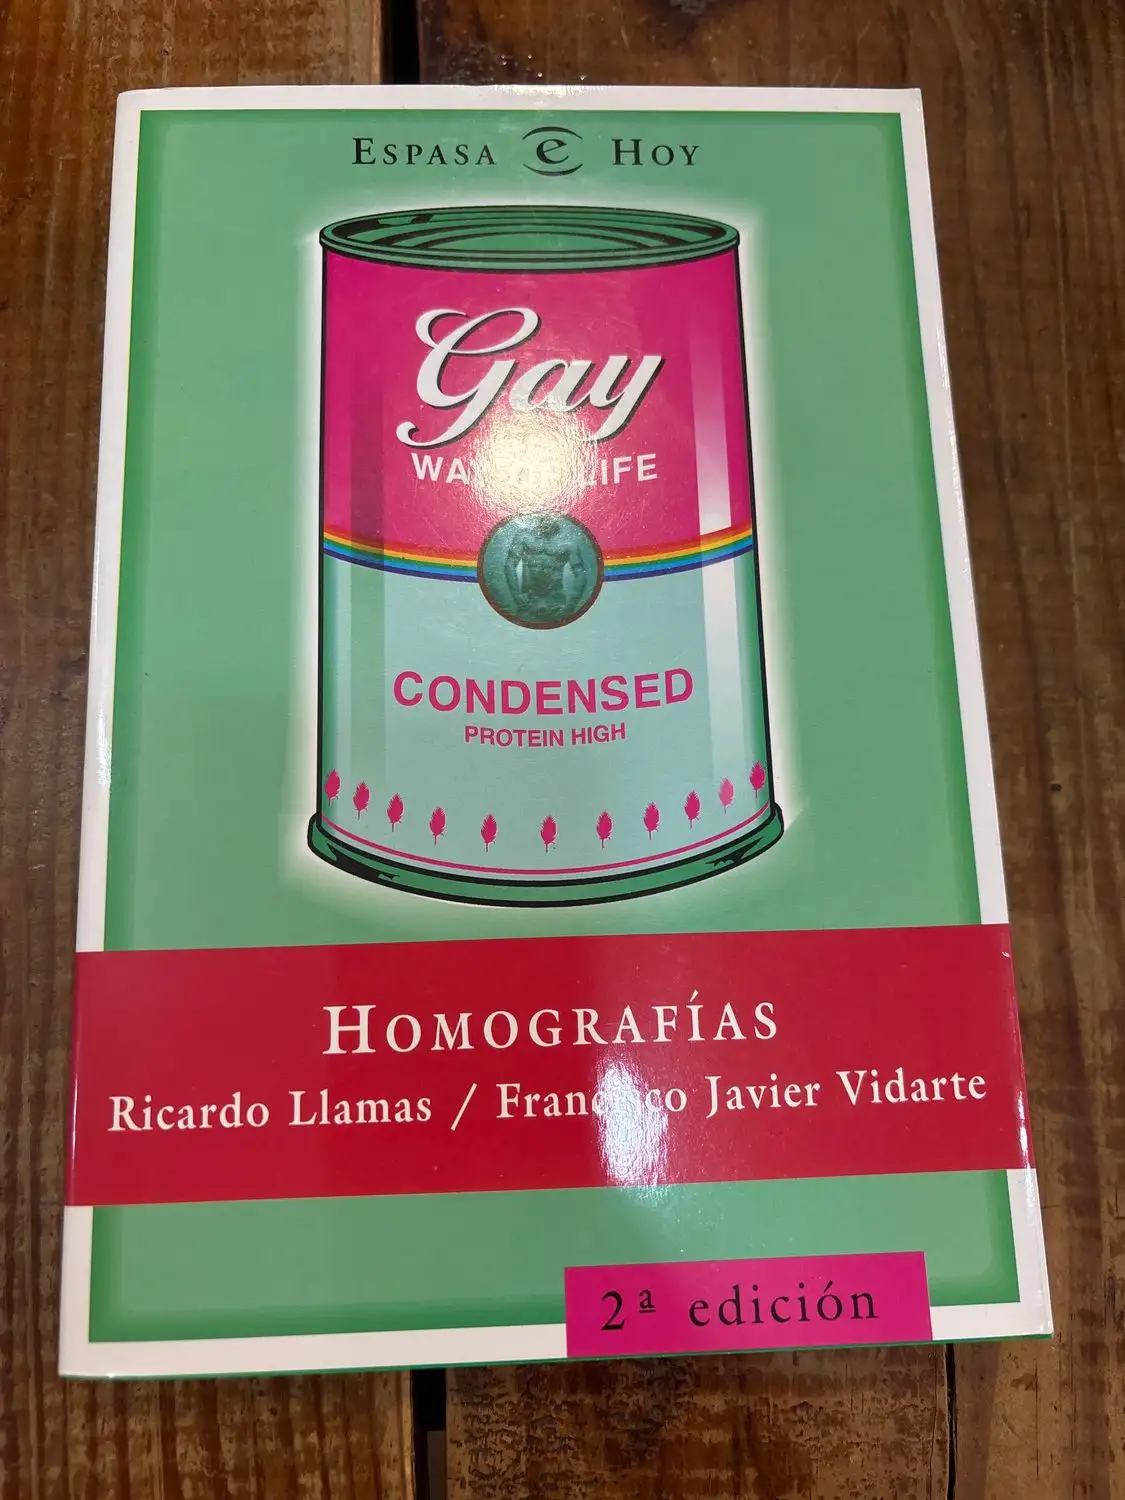 ESPASA e HOY
Gay
WAY OF LIFE
CONDENSED
PROTEIN HIGH
HOMOGRAFÍAS
Ricardo Llamas / Francisco Javier Vidarte
2ª edición